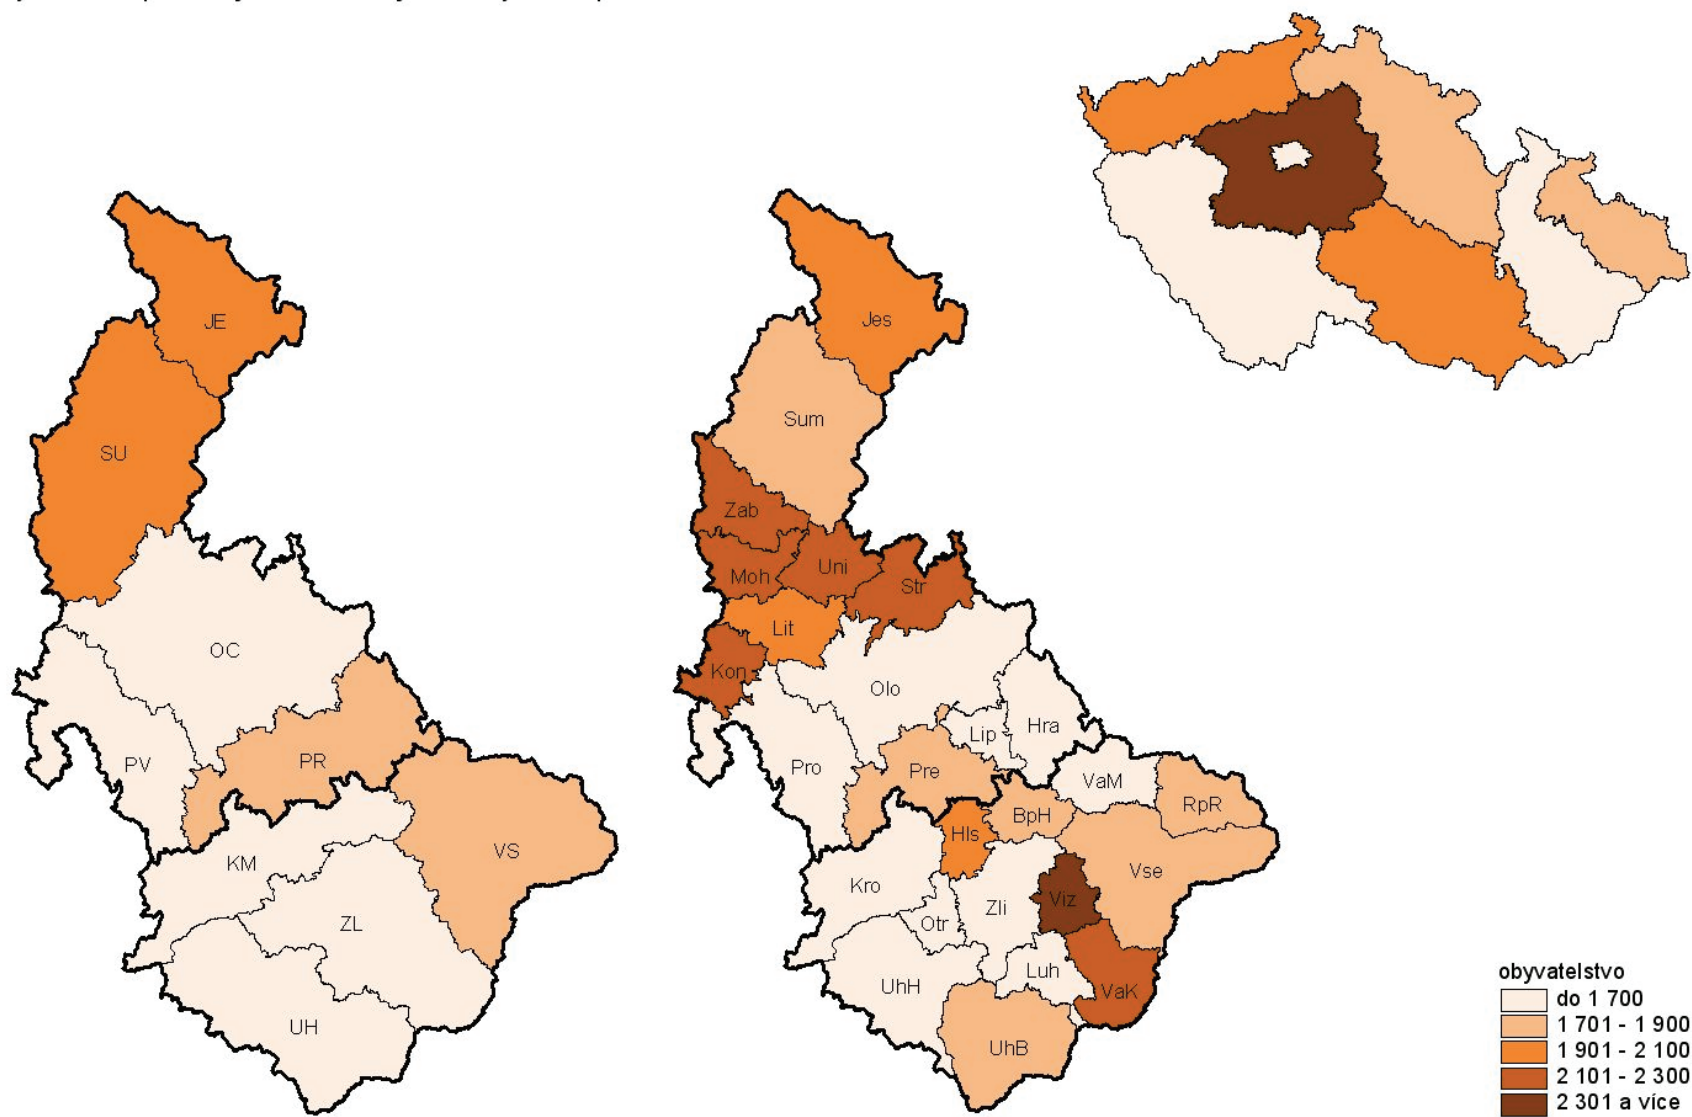 JE
SU
OC
PV
PR
KM
VS
ZL
UH
Jes
Sum
Zab
Moh
Uni
Str
Lit
Kon
Olo
Hra
Lip
Pro
Pre
VaM
RpR
BpH
Hls
Vse
Kro
Viz
Zli
Otr
Luh
UhH
VaK
UhB
obyvatelstvo
do 1 700
1 701 - 1 900
1 901 - 2 100
2 101 - 2 300
2 301 a více